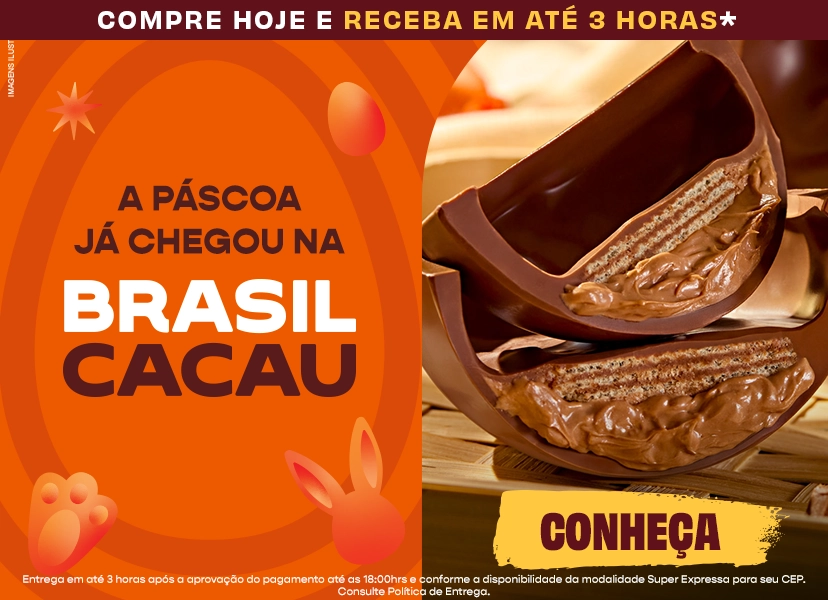 COMPRE HOJE E RECEBA EM ATÉ 3 HORAS*
IMAGENS ILUST
A PÁSCOA
JÁ CHEGOU NA
BRASIL
CACAU
CONHEÇA
Entrega em até 3 horas após a aprovação do pagamento até as 18:00hrs e conforme a disponibilidade da modalidade Super Expressa para seu CEP.
Consulte Política de Entrega.